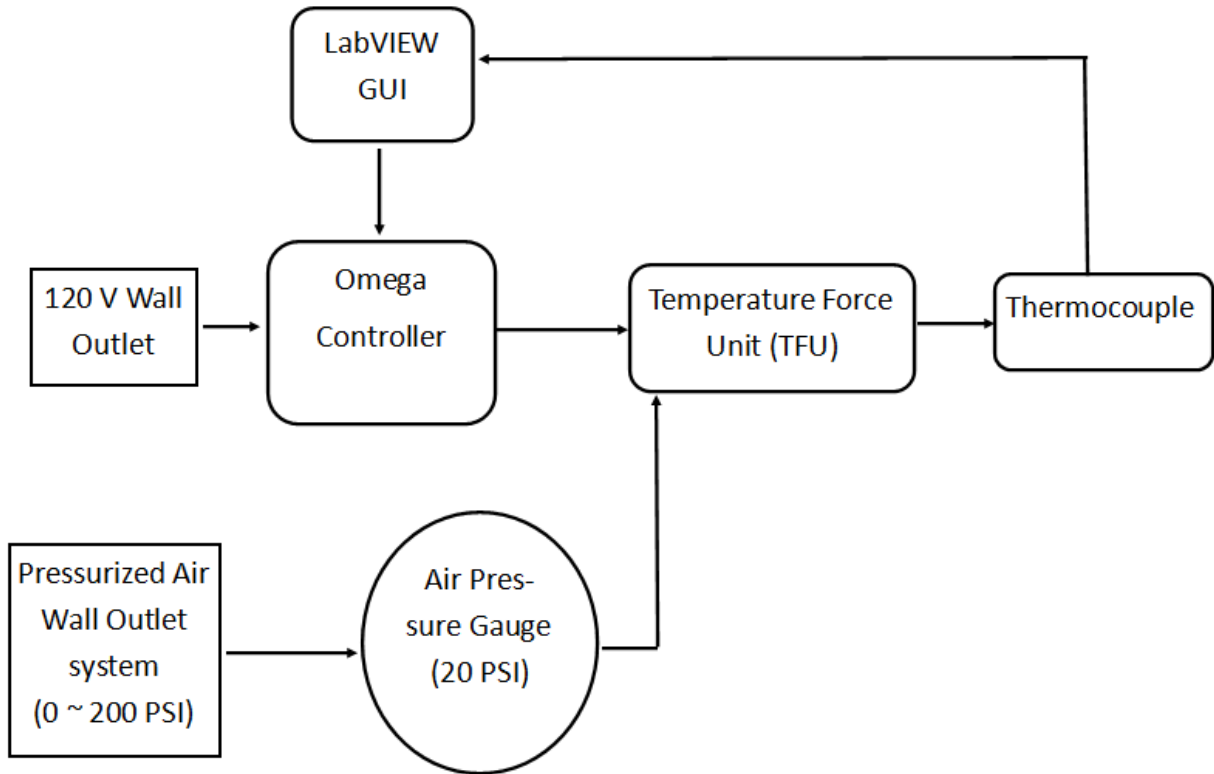 LabVIEW
GUI
120 V Wall
Outlet
Omega
Controller
Temperature Force
Unit (TFU)
Thermocouple
Pressurized Air
Wall Outlet
system
(0 ~ 200 PSI)
Air Pres-
sure Gauge
(20 PSI)